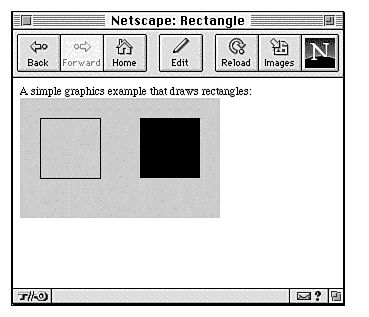 Netscape: Rectangle
Back Forward Home Edit Reload Images N
A simple graphics example that draws rectangles:
?